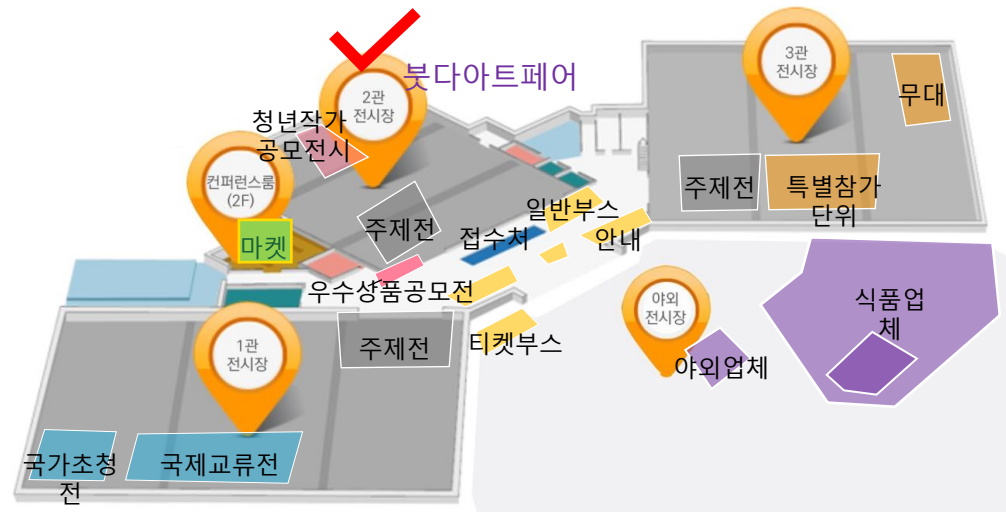 붓다아트페어
2관
전시장
청년작가
공모전시
3관
전시장
무대
컨퍼런스룸
(2F)
마켓
주제전
접수처
일반부스
안내
주제전
특별참가
단위
우수상품공모전
티켓부스
1관
전시장
주제전
국가초청
전
국제교류전
야외
전시장
야외업체
식품업
체